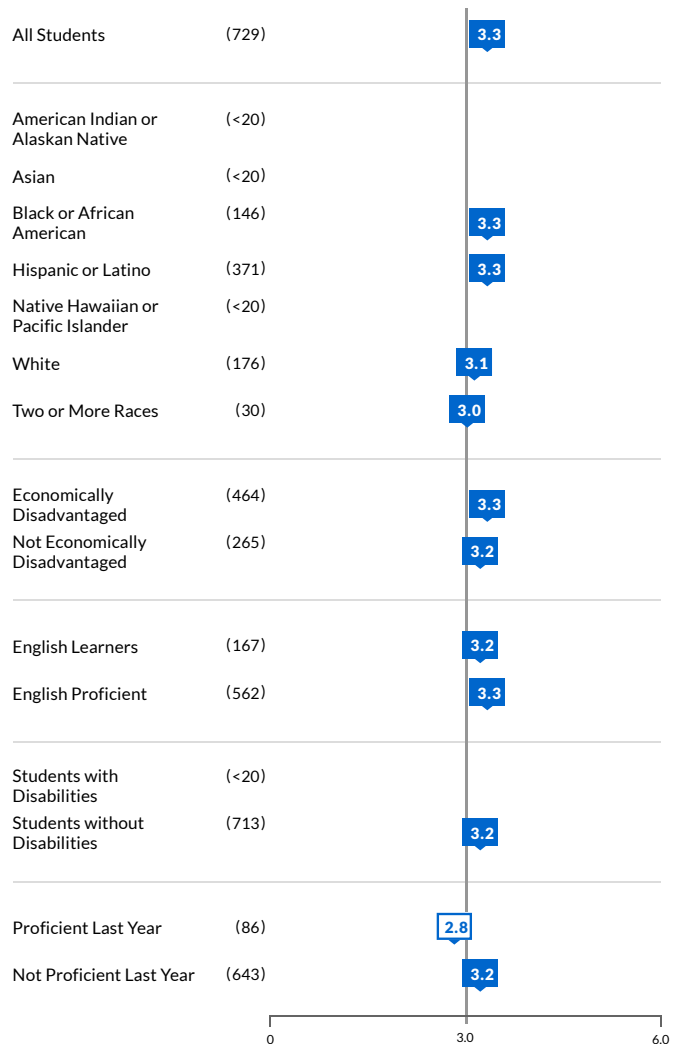 All Students (729) 3.3
American Indian or
Alaskan Native (<20)
Asian (<20)
Black or African
American (146) 3.3
Hispanic or Latino (371) 3.3
Native Hawaiian or
Pacific Islander (<20)
White (176) 3.1
Two or More Races (30) 3.0
Economically
Disadvantaged (464) 3.3
Not Economically
Disadvantaged (265) 3.2
English Learners (167) 3.2
English Proficient (562) 3.3
Students with
Disabilities (<20)
Students without
Disabilities (713) 3.2
Proficient Last Year (86) 2.8
Not Proficient Last Year (643) 3.2
0 3.0 6.0